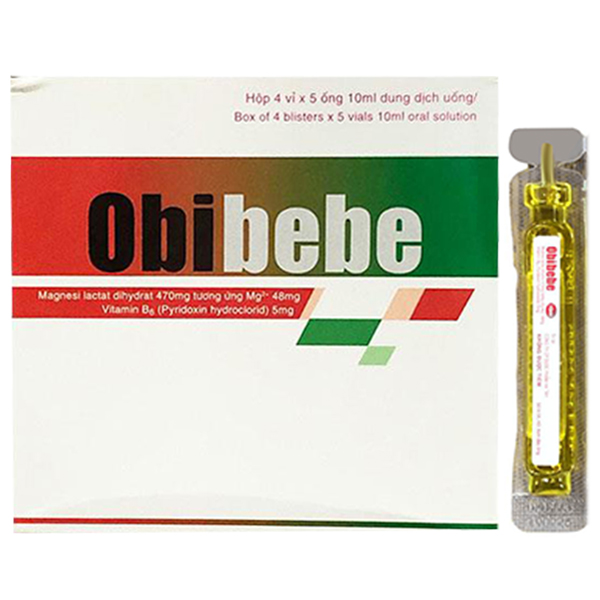 Hộp 4 vỉ x 5 ống 10ml dung dịch uống/
Box of 4 blisters x 5 vials 10ml oral solution
Obibebe
Magnesi lactat dihydrat 470mg tương ứng Mg²⁻ 48mg
Vitamin B₆ (Pyridoxin hydroclorid) 5mg
Obibebe